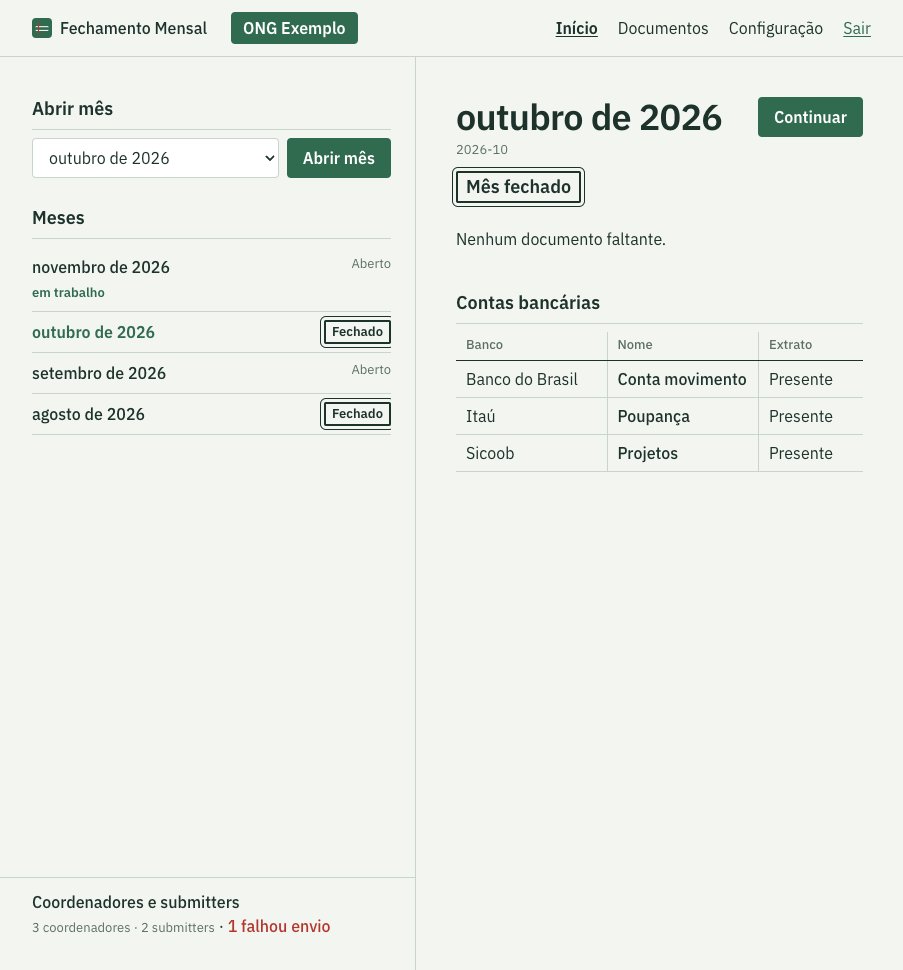 Fechamento Mensal
ONG Exemplo
Início Documentos Configuração Sair
Abrir mês
outubro de 2026
Abrir mês
Meses
novembro de 2026 Aberto
em trabalho
outubro de 2026 Fechado
setembro de 2026 Aberto
agosto de 2026 Fechado
Coordenadores e submitters
3 coordenadores · 2 submitters · 1 falhou envio
outubro de 2026
Continuar
2026-10
Mês fechado
Nenhum documento faltante.
Contas bancárias
Banco Nome Extrato
Banco do Brasil Conta movimento Presente
Itaú Poupança Presente
Sicoob Projetos Presente